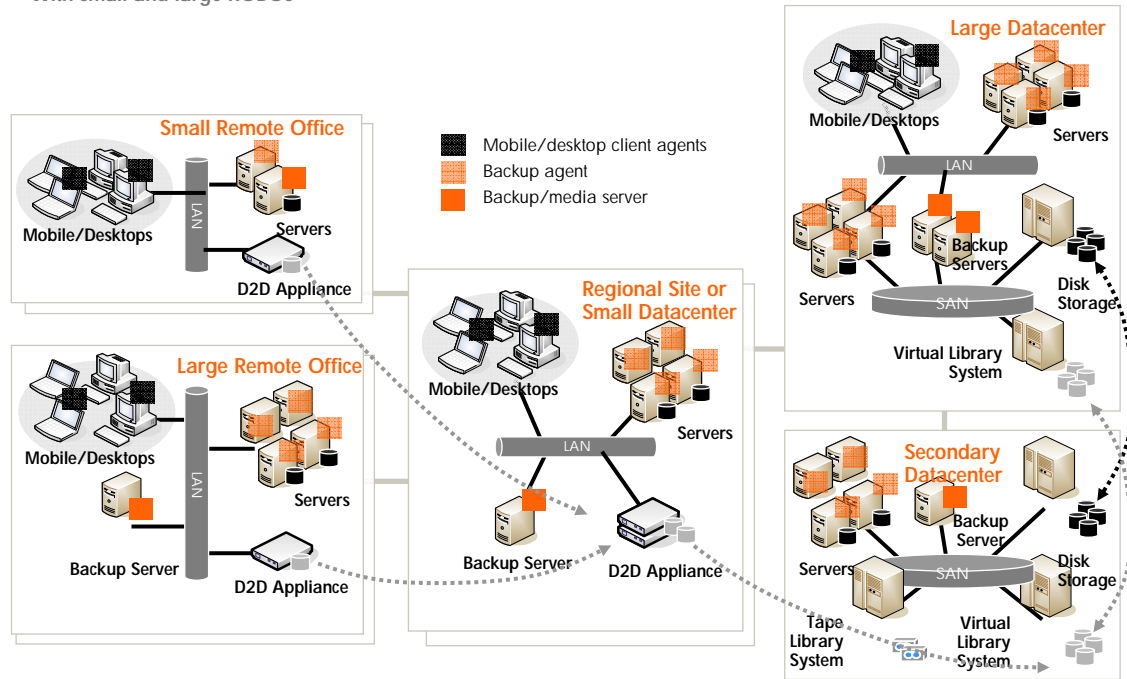 Large Datacenter
Mobile/Desktops
Servers
LAN
Servers
Backup
Servers
Disk
Storage
SAN
Virtual Library
System
Small Remote Office
Mobile/Desktops
LAN
Servers
D2D Appliance
Mobile/desktop client agents
Backup agent
Backup/media server
Large Remote Office
Mobile/Desktops
LAN
Servers
Backup Server
D2D Appliance
Regional Site or
Small Datacenter
Mobile/Desktops
Servers
LAN
Backup Server
D2D Appliance
Secondary
Datacenter
Servers
Backup
Server
Disk
Storage
SAN
Tape
Library
System
Virtual
Library
System